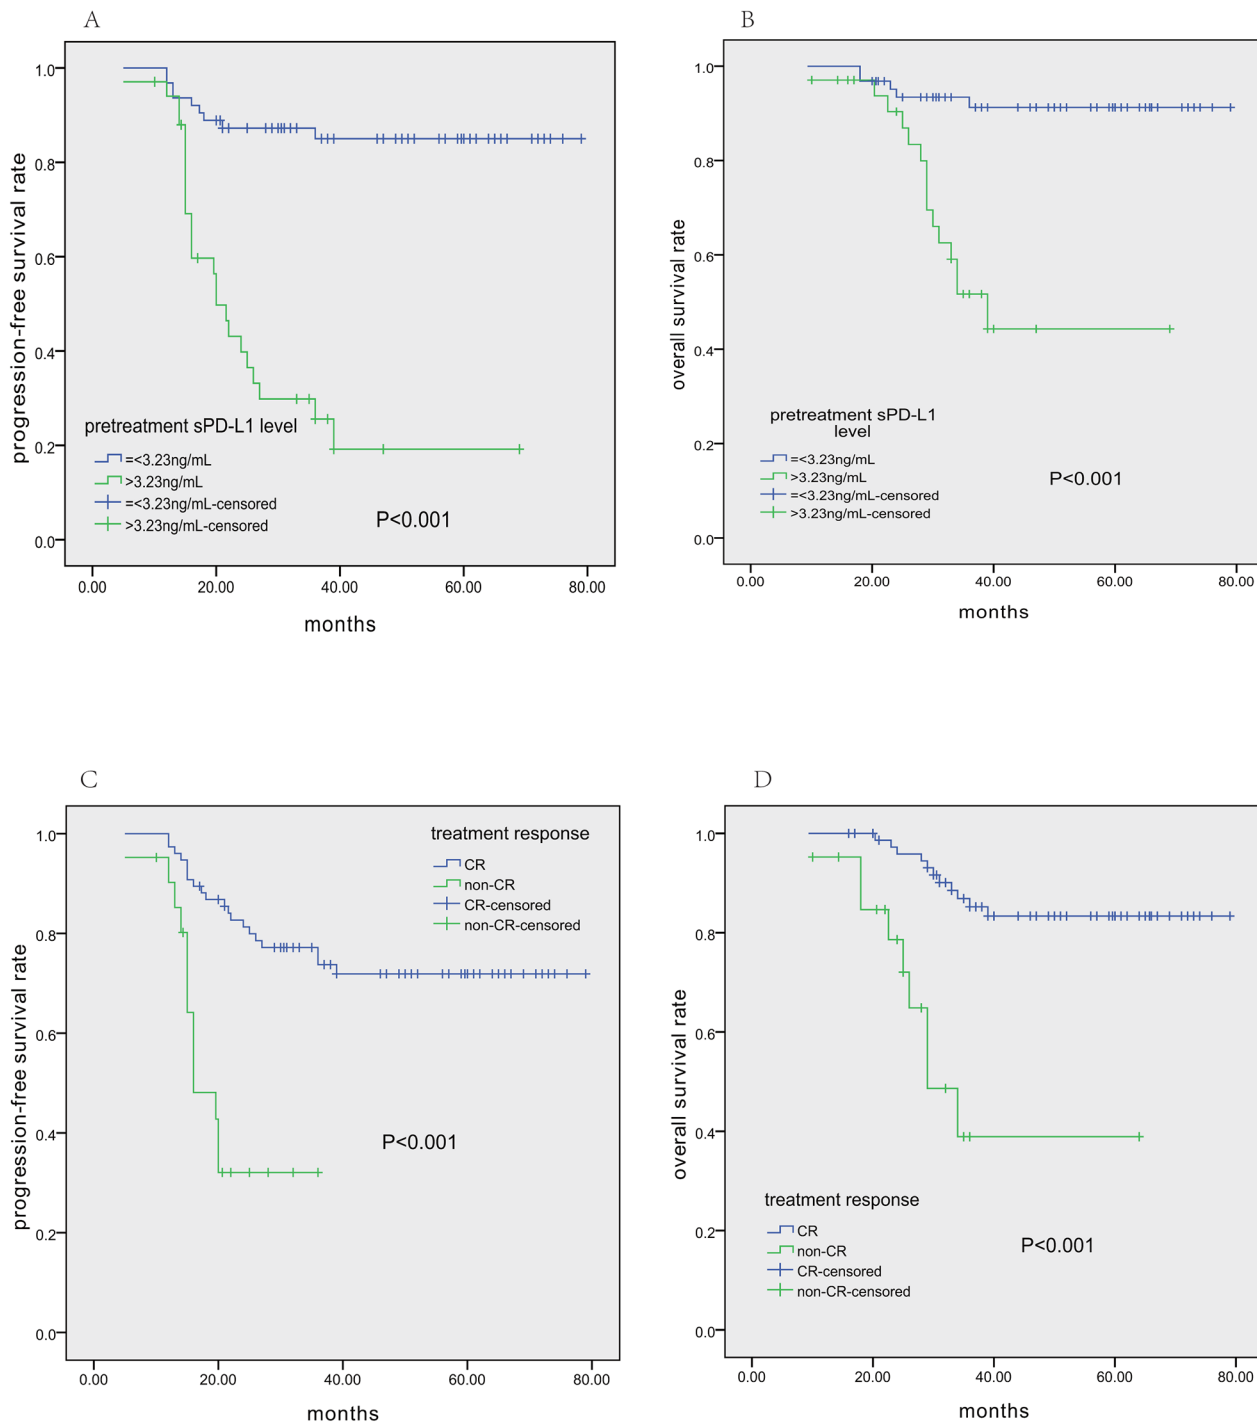 A
progression-free survival rate
1.0
0.8
0.6
0.4
0.2
0.0
pretreatment sPD-L1 level
=<3.23ng/mL
>3.23ng/mL
=<3.23ng/mL-censored
>3.23ng/mL-censored
P<0.001
0.00 20.00 40.00 60.00 80.00
months
B
overall survival rate
1.0
0.8
0.6
0.4
0.2
0.0
pretreatment sPD-L1
level
=<3.23ng/mL
>3.23ng/mL
=<3.23ng/mL-censored
>3.23ng/mL-censored
P<0.001
0.00 20.00 40.00 60.00 80.00
months
C
progression-free survival rate
1.0
0.8
0.6
0.4
0.2
0.0
treatment response
CR
non-CR
CR-censored
non-CR-censored
P<0.001
0.00 20.00 40.00 60.00 80.00
months
D
overall survival rate
1.0
0.8
0.6
0.4
0.2
0.0
treatment response
CR
non-CR
CR-censored
non-CR-censored
P<0.001
0.00 20.00 40.00 60.00 80.00
months